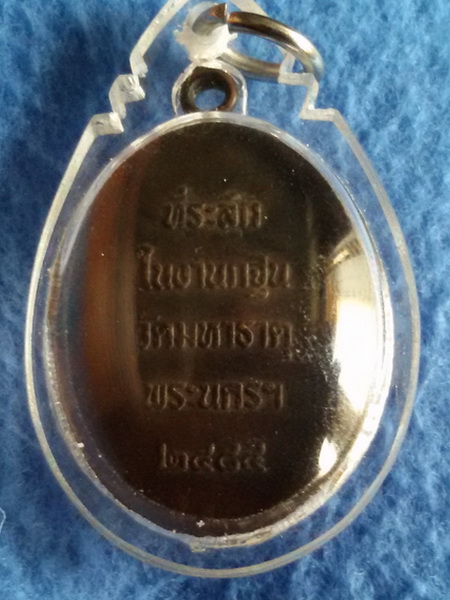 ที่ระลึก
ในงานกฐิน
วัดมหาธาตุ
พระนครฯ
๒๔๙๕